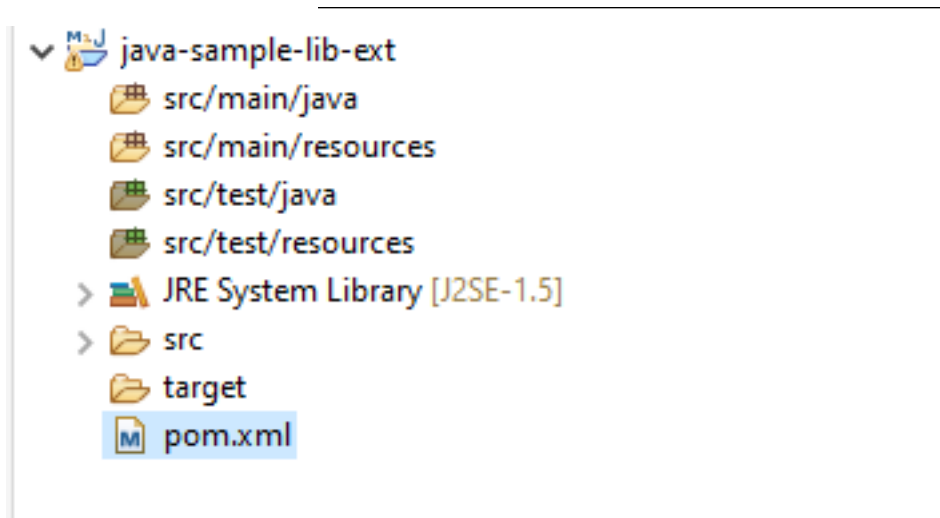 java-sample-lib-ext
src/main/java
src/main/resources
src/test/java
src/test/resources
JRE System Library [J2SE-1.5]
src
target
pom.xml